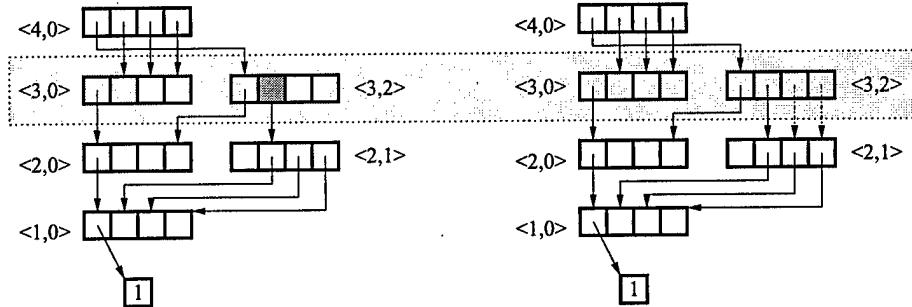 <4,0> <4,0>
<3,0> <3,2> <3,0> <3,2>
<2,0> <2,1> <2,0> <2,1>
<1,0> <1,0>
1 1